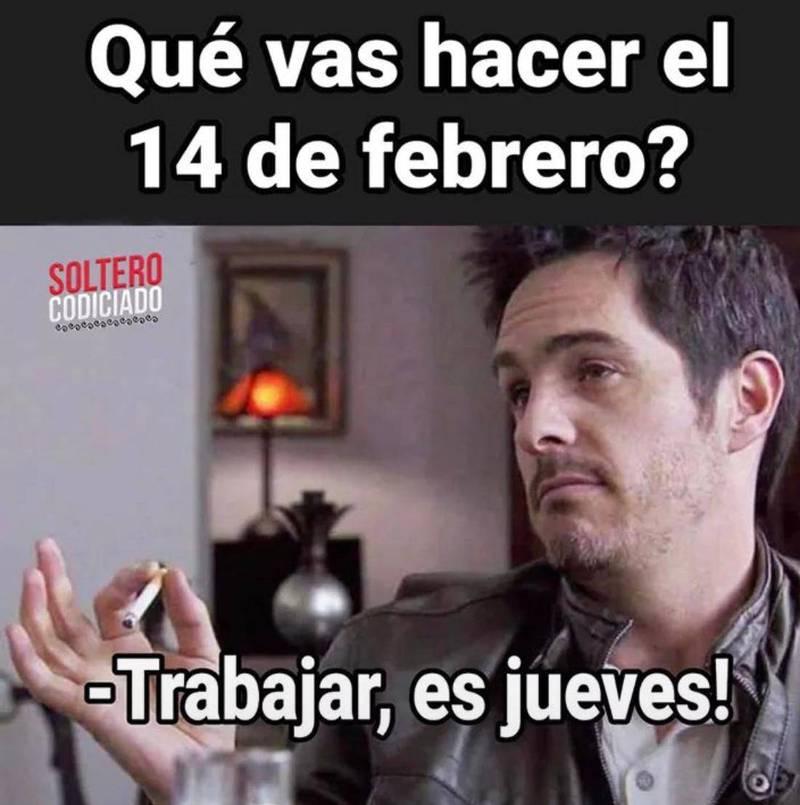 Qué vas hacer el
14 de febrero?
SOLTERO
CODICIADO
-Trabajar, es jueves!